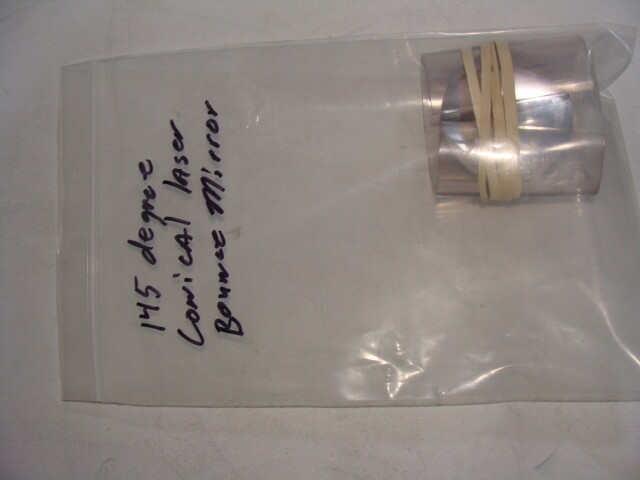 145 degree
Conical laser
Bounce Mirror